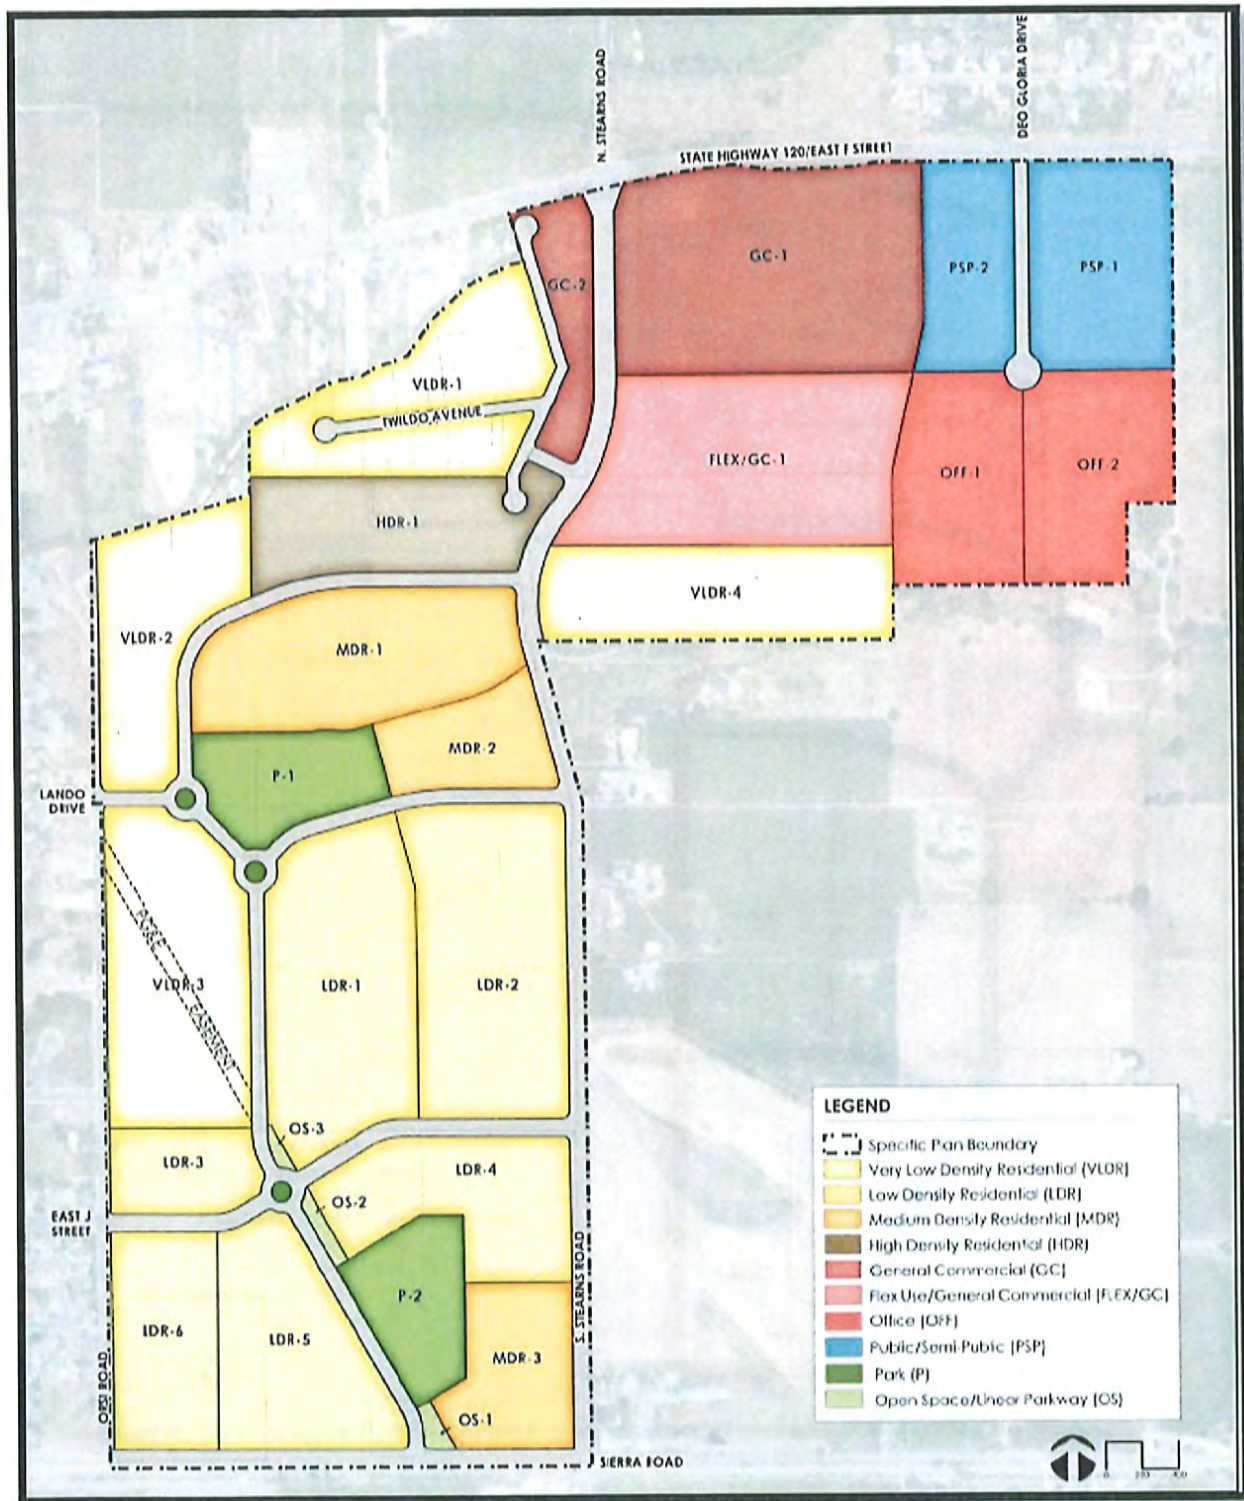 N. STEARNS ROAD
DEO GLORIA DRIVE
STATE HIGHWAY 120/EAST F STREET
GC-1
PSP-2
PSP-1
GC-2
VLDR-1
TWILDO AVENUE
FLEX/GC-1
OFF-1
OFF-2
HDR-1
VLDR-4
VLDR-2
MDR-1
MDR-2
P-1
LANDO
DRIVE
PG&E
EASEMENT
VLDR-3
LDR-1
LDR-2
OS-3
LDR-3
LDR-4
OS-2
EAST J
STREET
P-2
S. STEARNS ROAD
LDR-6
LDR-5
MDR-3
ORSI ROAD
OS-1
SIERRA ROAD
LEGEND
Specific Plan Boundary
Very Low Density Residential (VLDR)
Low Density Residential (LDR)
Medium Density Residential (MDR)
High Density Residential (HDR)
General Commercial (GC)
Flex Use/General Commercial (FLEX/GC)
Office (OFF)
Public/Semi-Public (PSP)
Park (P)
Open Space/Linear Parkway (OS)
0